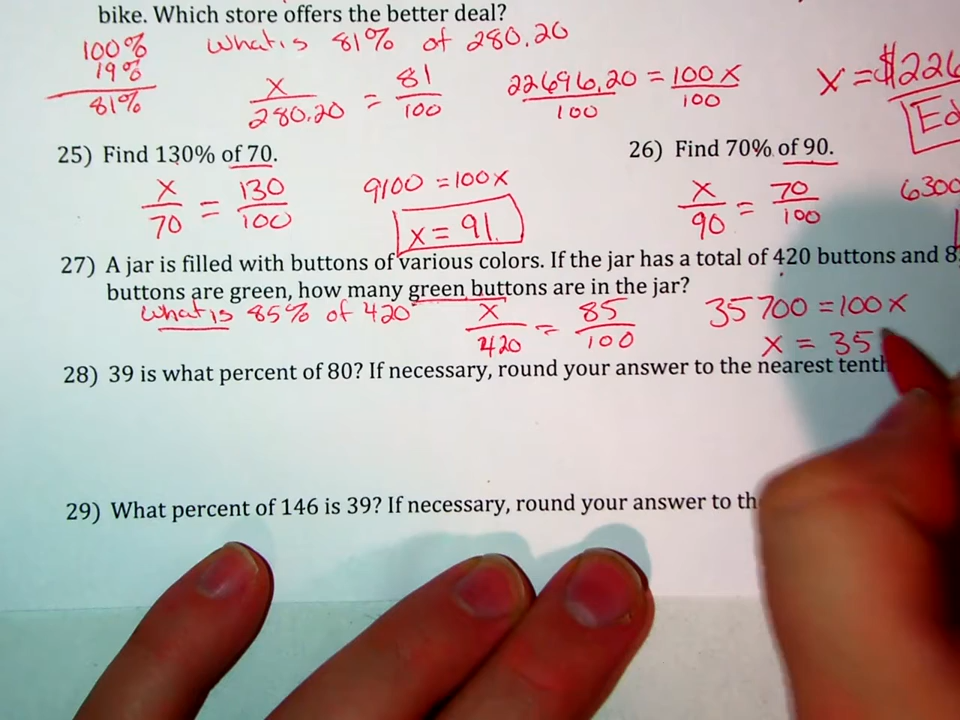 bike. Which store offers the better deal?
100% What is 81% of 280.20
19%
81%
x/280.20 = 81/100 22696.20/100 = 100x/100 x = $226
25) Find 130% of 70. 26) Find 70% of 90.
x/70 = 130/100 9100 = 100x x/90 = 70/100 6300
x = 91
27) A jar is filled with buttons of various colors. If the jar has a total of 420 buttons and 8
buttons are green, how many green buttons are in the jar?
What is 85% of 420 x/420 = 85/100 35700 = 100x
x = 35
28) 39 is what percent of 80? If necessary, round your answer to the nearest tenth
29) What percent of 146 is 39? If necessary, round your answer to th